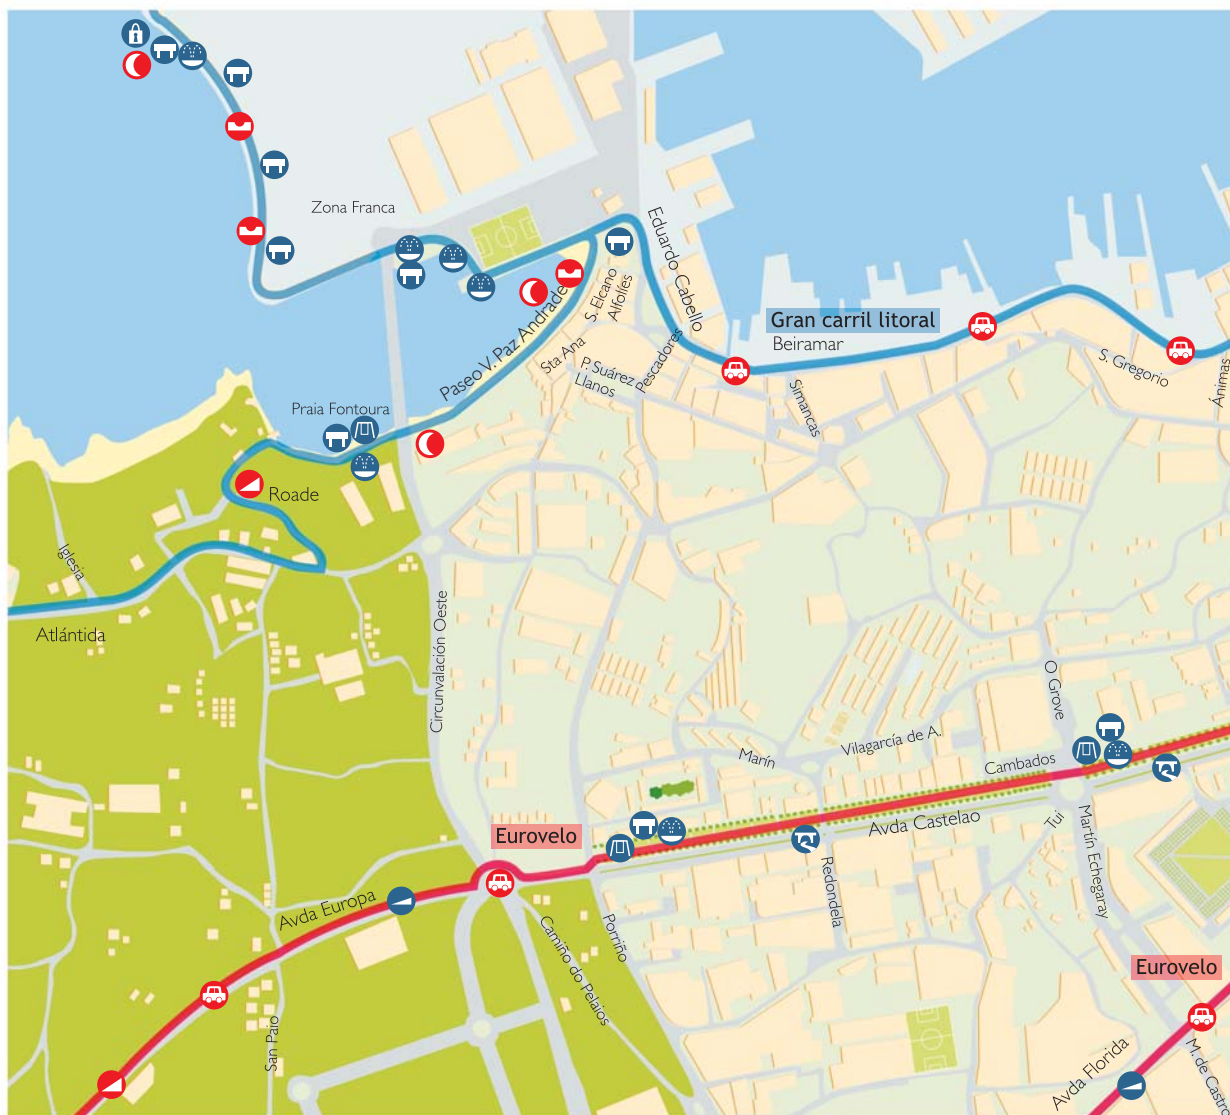 Zona Franca
Eduardo Cabello
S. Elcano
Alfolíes
Paseo V. Paz Andrade
Gran carril litoral
Beiramar
Sta Ana
P. Suárez
Llanos
Pescadores
Simancas
S. Gregorio
Ánimas
Praia Fontoura
Roade
Iglesia
Atlántida
Circunvalación Oeste
O Grove
Marín
Vilagarcía de A.
Cambados
Eurovelo
Avda Castelao
Tui
Martín Echegaray
Redondela
Avda Europa
Porriño
Camiño do Pelaios
San Paio
Eurovelo
Avda Florida
M. de Castro